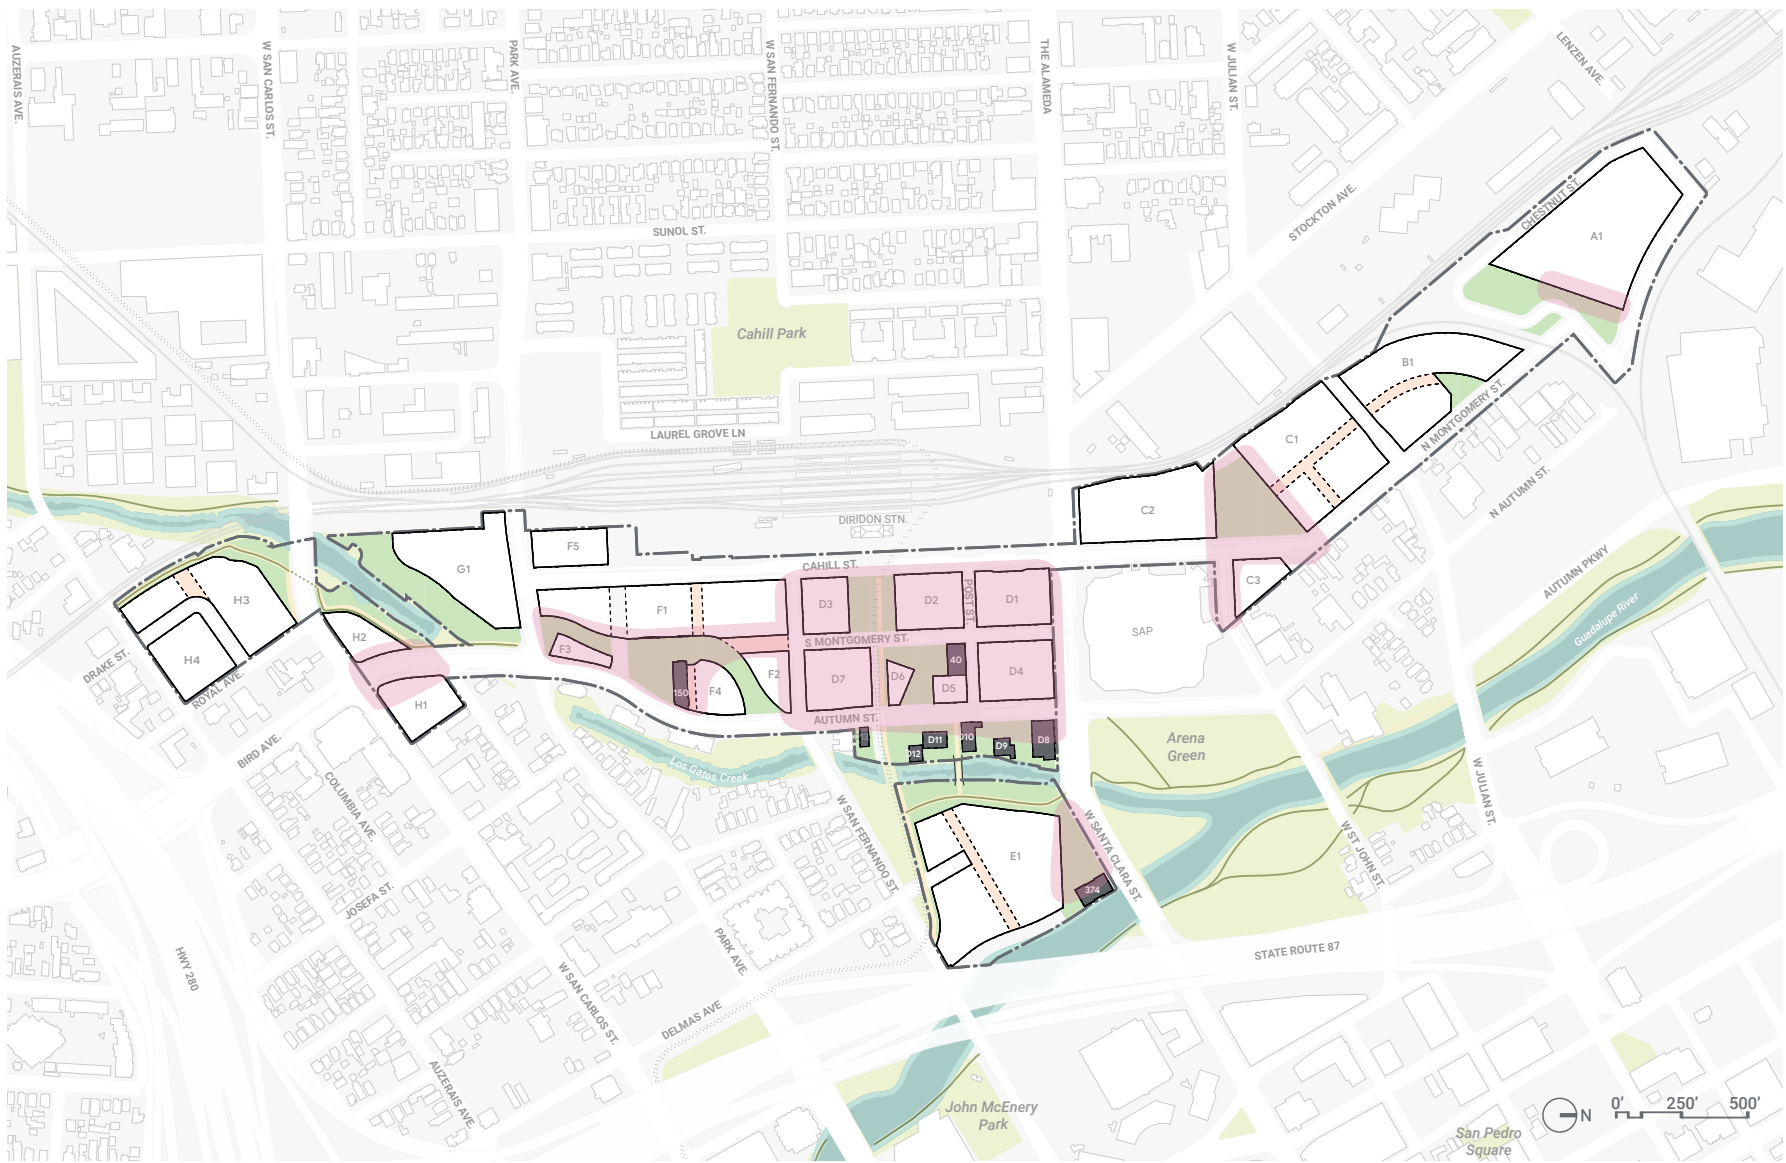 AUZERAIS AVE.
W SAN CARLOS ST.
PARK AVE.
W SAN FERNANDO ST.
THE ALAMEDA
W JULIAN ST.
LENZEN AVE.
STOCKTON AVE.
CHESTNUT ST.
A1
SUNOL ST.
Cahill Park
B1
N MONTGOMERY ST.
LAUREL GROVE LN
C1
N AUTUMN ST.
C2
DIRIDON STN.
F5
G1
CAHILL ST.
C3
AUTUMN PKWY
Guadalupe River
H3
H2
H4
H1
DRAKE ST.
ROYAL AVE.
BIRD AVE.
F1
F3
150
F4
F2
D3
D2
POST ST.
D1
S MONTGOMERY ST.
D7
D6
40
D5
D4
AUTUMN ST.
SAP
D12
D11
D10
D9
D8
Los Gatos Creek
Arena
Green
COLUMBIA AVE.
JOSEFA ST.
W SAN FERNANDO ST.
E1
374
W SANTA CLARA ST.
W ST JOHN ST.
W JULIAN ST.
HWY 280
PARK AVE.
W SAN CARLOS ST.
DELMAS AVE
STATE ROUTE 87
AUZERAIS AVE.
John McEnery
Park
San Pedro
Square
N
0' 250' 500'